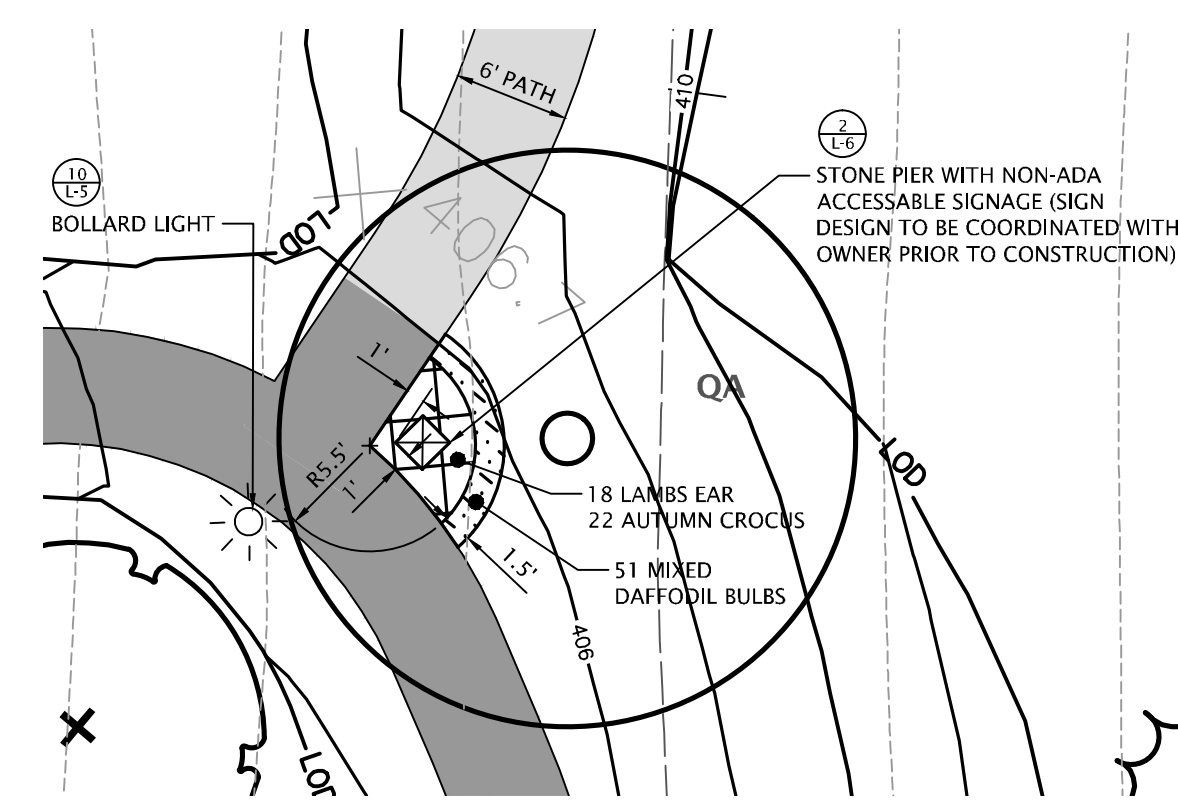 6' PATH
410
2
L-6
STONE PIER WITH NON-ADA
ACCESSABLE SIGNAGE (SIGN
DESIGN TO BE COORDINATED WITH
OWNER PRIOR TO CONSTRUCTION)
10
L-5
BOLLARD LIGHT
LOD
406.1
1'
QA
R5.5'
1'
LOD
18 LAMBS EAR
22 AUTUMN CROCUS
1.5'
51 MIXED
DAFFODIL BULBS
406
LOD